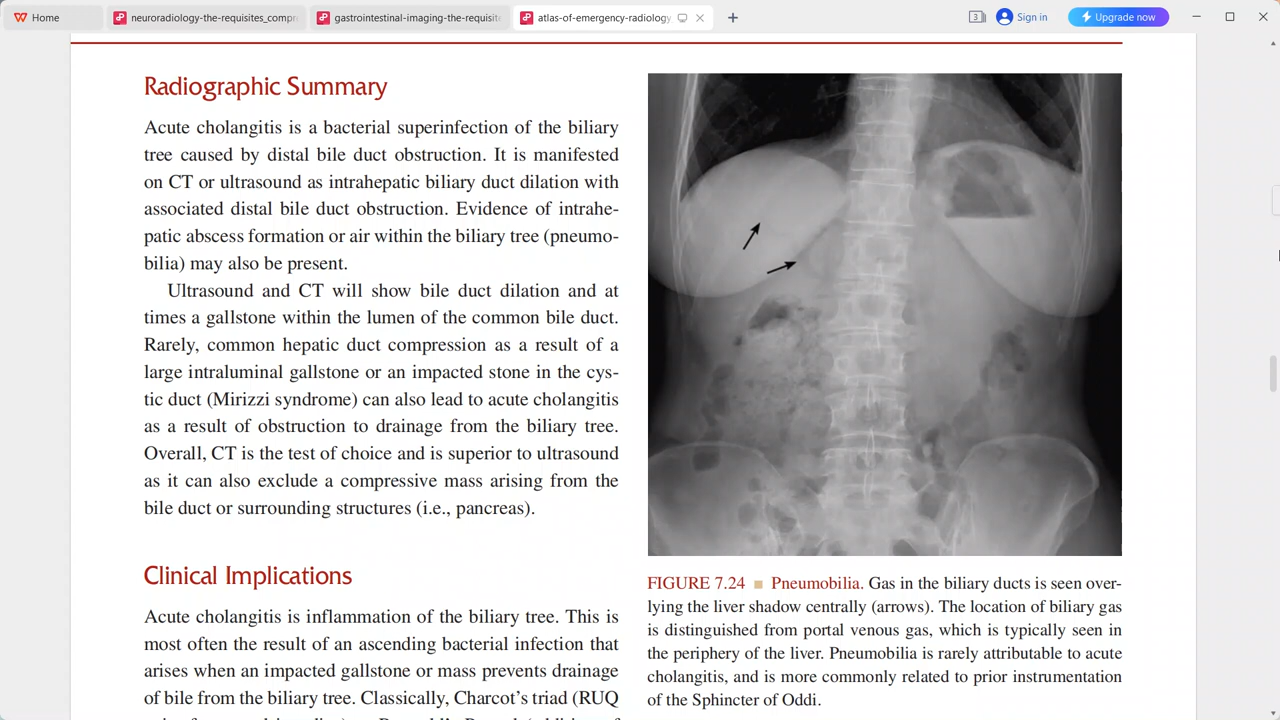 Home
neuroradiology-the-requisites_compr
gastrointestinal-imaging-the-requisite
atlas-of-emergency-radiology
3
Sign in
Upgrade now
Radiographic Summary
Acute cholangitis is a bacterial superinfection of the biliary
tree caused by distal bile duct obstruction. It is manifested
on CT or ultrasound as intrahepatic biliary duct dilation with
associated distal bile duct obstruction. Evidence of intrahe-
patic abscess formation or air within the biliary tree (pneumo-
bilia) may also be present.
Ultrasound and CT will show bile duct dilation and at
times a gallstone within the lumen of the common bile duct.
Rarely, common hepatic duct compression as a result of a
large intraluminal gallstone or an impacted stone in the cys-
tic duct (Mirizzi syndrome) can also lead to acute cholangitis
as a result of obstruction to drainage from the biliary tree.
Overall, CT is the test of choice and is superior to ultrasound
as it can also exclude a compressive mass arising from the
bile duct or surrounding structures (i.e., pancreas).
Clinical Implications
Acute cholangitis is inflammation of the biliary tree. This is
most often the result of an ascending bacterial infection that
arises when an impacted gallstone or mass prevents drainage
of bile from the biliary tree. Classically, Charcot's triad (RUQ
FIGURE 7.24 ■ Pneumobilia. Gas in the biliary ducts is seen over-
lying the liver shadow centrally (arrows). The location of biliary gas
is distinguished from portal venous gas, which is typically seen in
the periphery of the liver. Pneumobilia is rarely attributable to acute
cholangitis, and is more commonly related to prior instrumentation
of the Sphincter of Oddi.